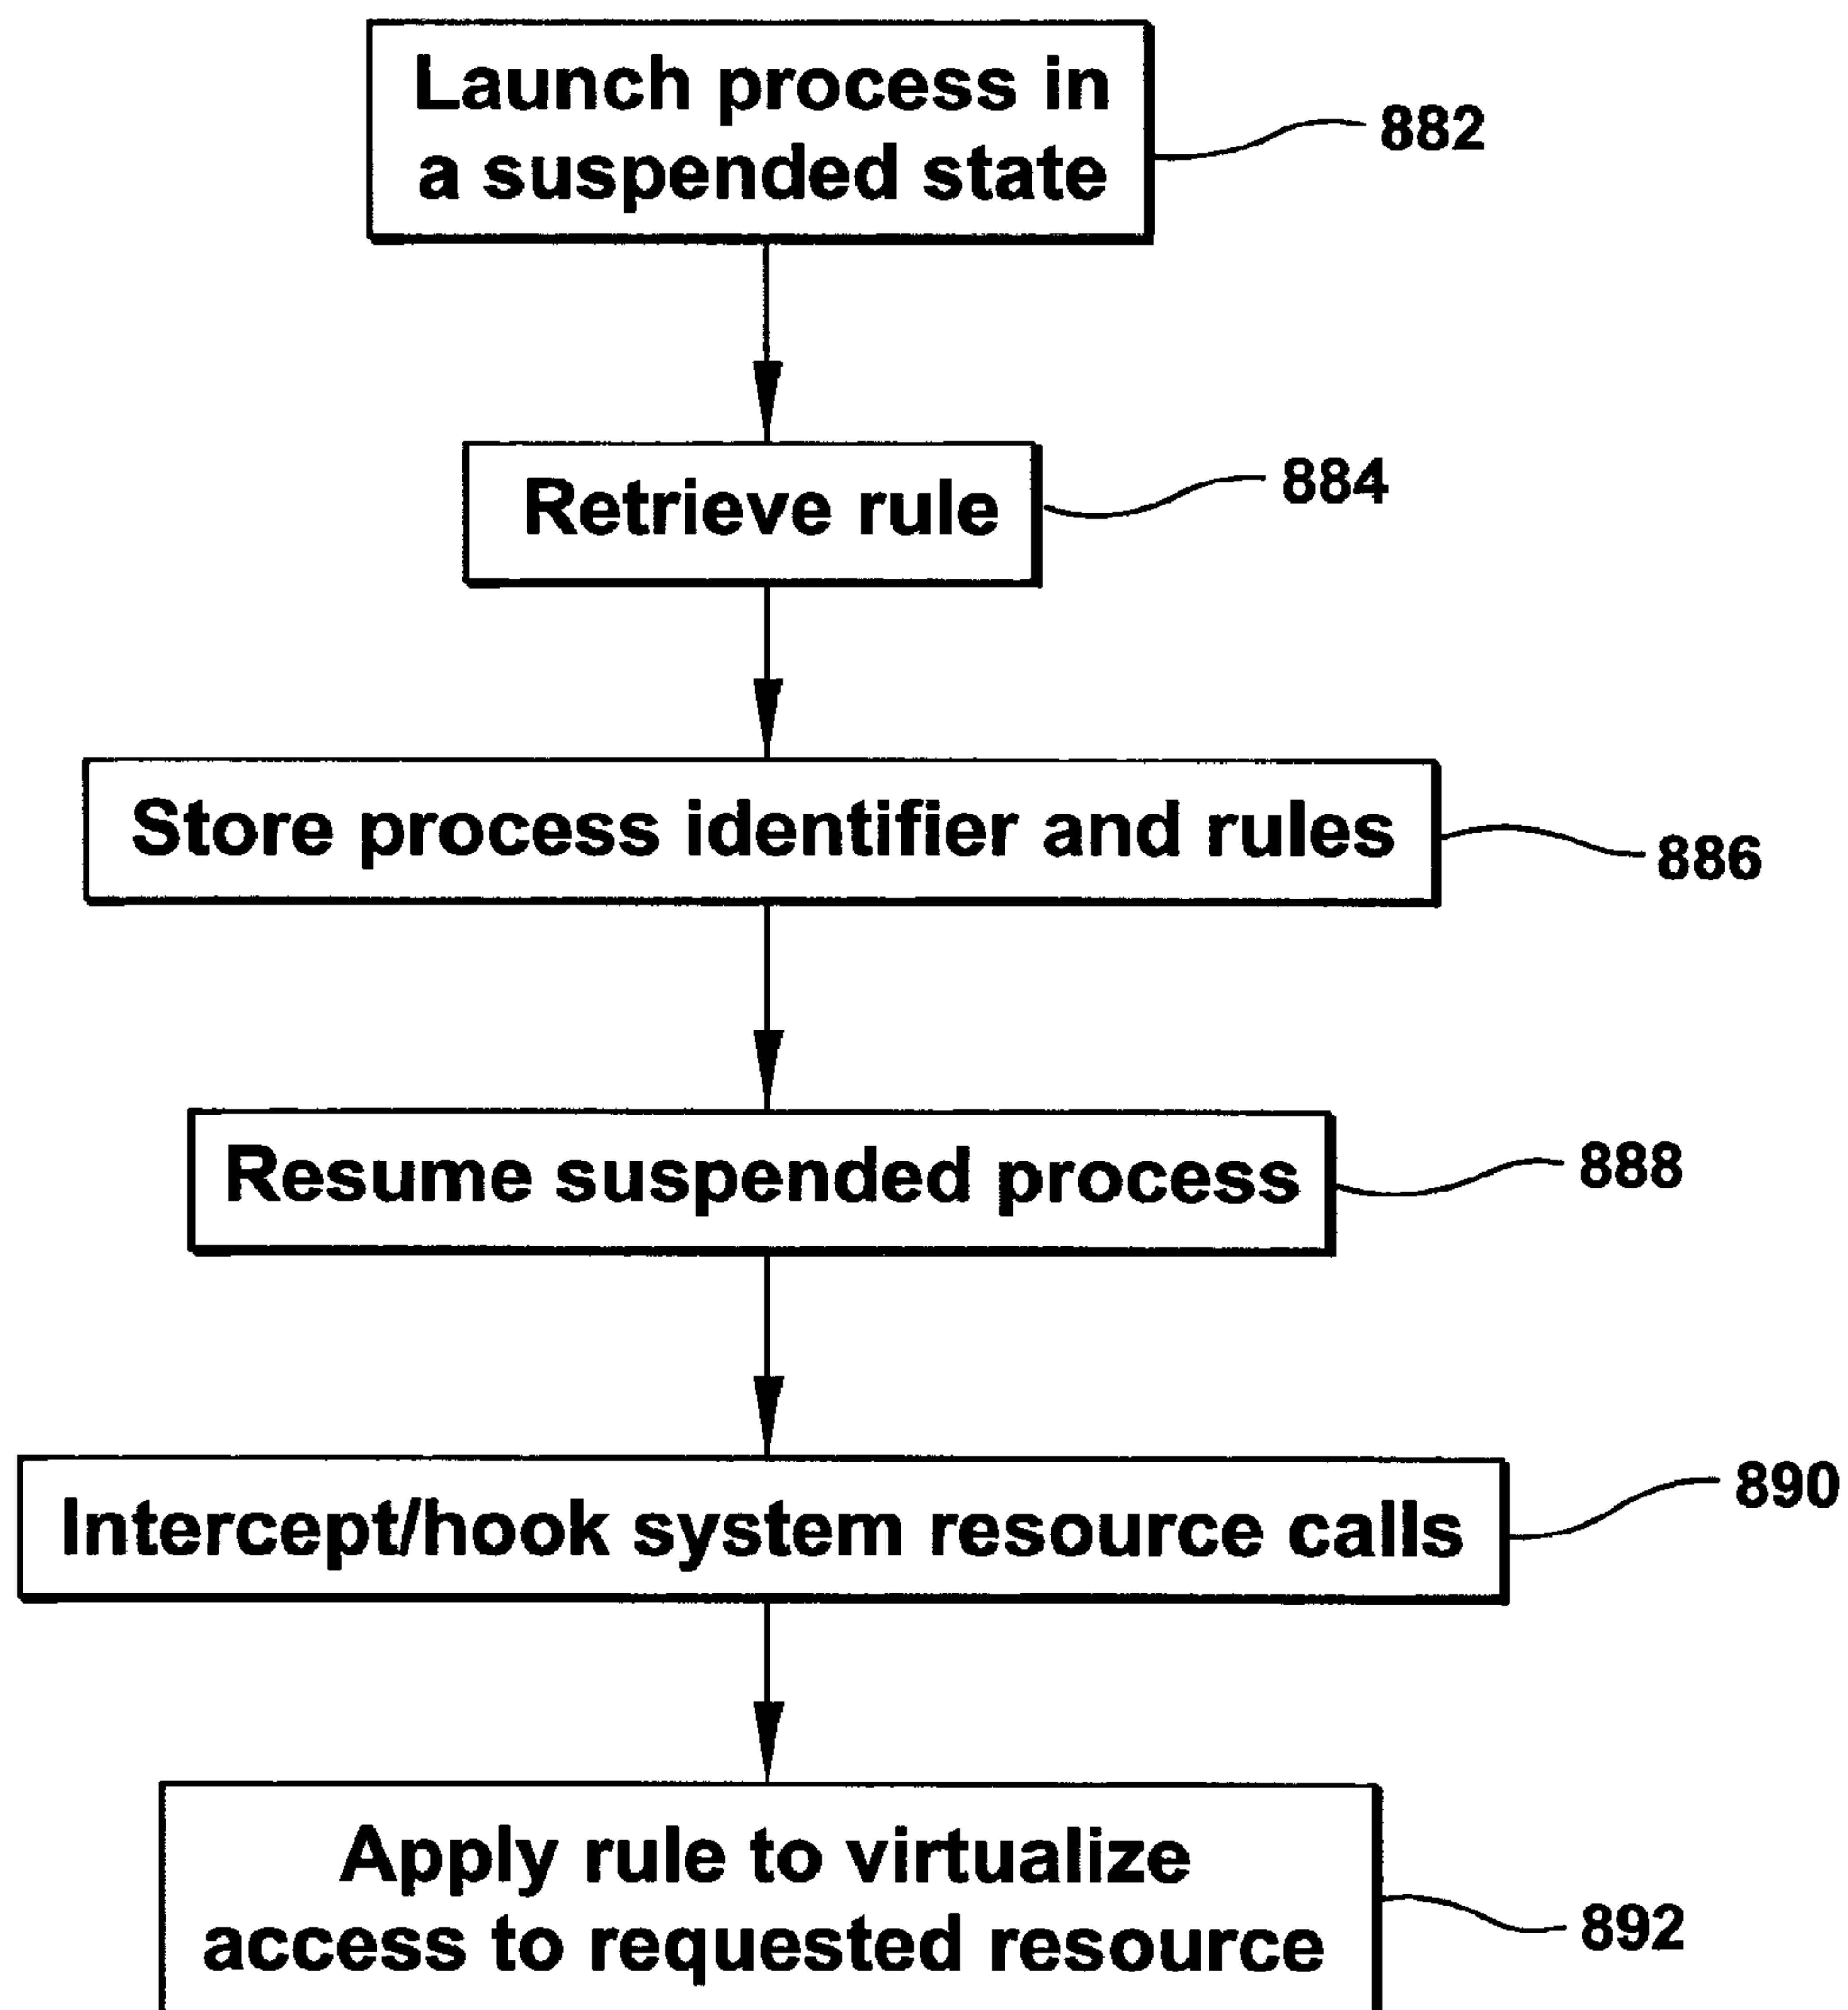 Launch process in
a suspended state
882
Retrieve rule
884
Store process identifier and rules
886
Resume suspended process
888
Intercept/hook system resource calls
890
Apply rule to virtualize
access to requested resource
892